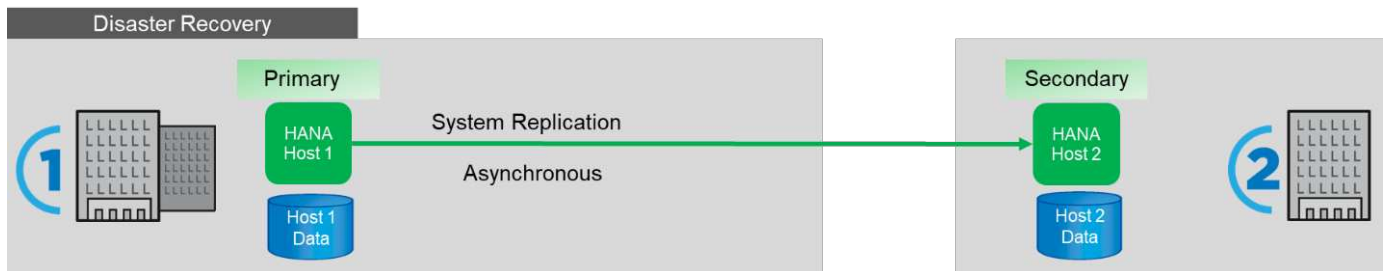 Disaster Recovery
Primary
Secondary
1
HANA
Host 1
System Replication
Asynchronous
HANA
Host 2
2
Host 1
Data
Host 2
Data